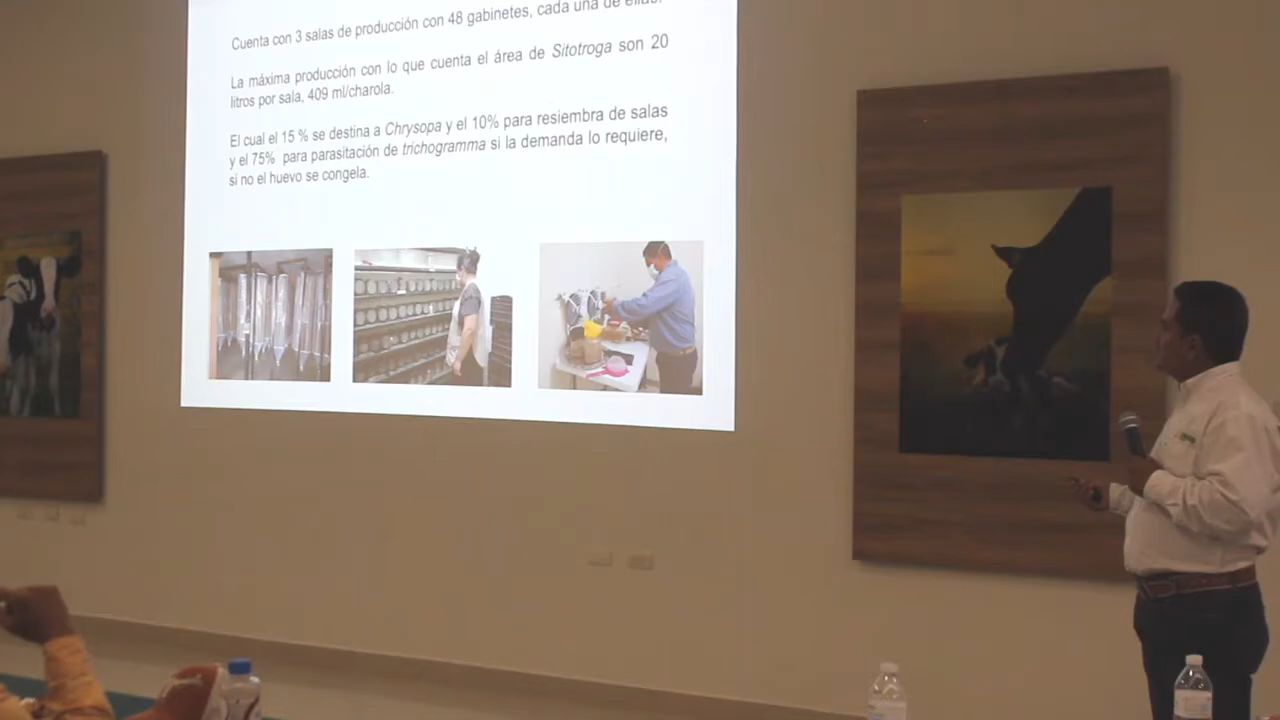 Cuenta con 3 salas de producción con 48 gabinetes, cada una de ellas.
La máxima producción con lo que cuenta el área de Sitotroga son 20
litros por sala, 409 ml/charola.
El cual el 15 % se destina a Chrysopa y el 10% para resiembra de salas
y el 75% para parasitación de trichogramma si la demanda lo requiere,
si no el huevo se congela.